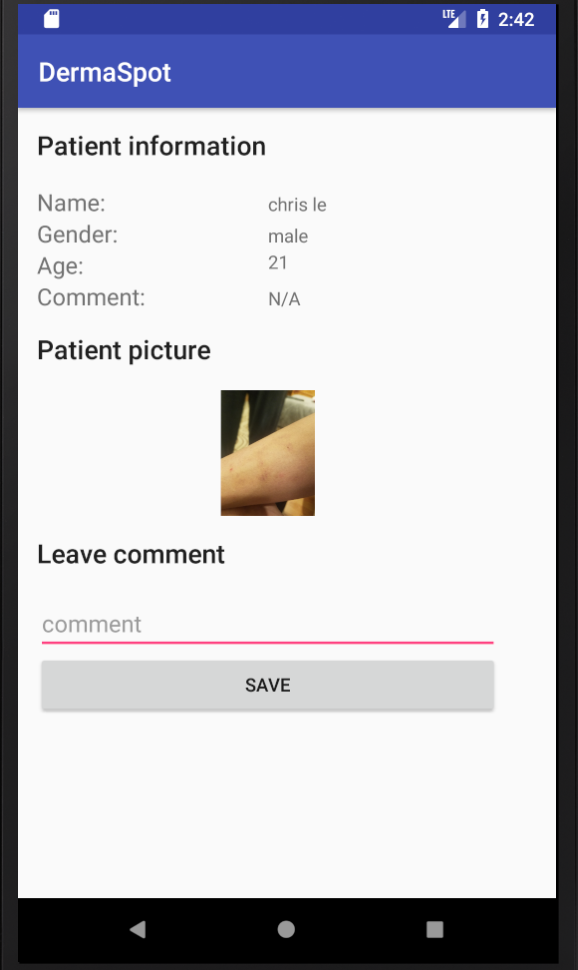 LTE 2:42
DermaSpot
Patient information
Name: chris le
Gender: male
Age: 21
Comment: N/A
Patient picture
Leave comment
comment
SAVE